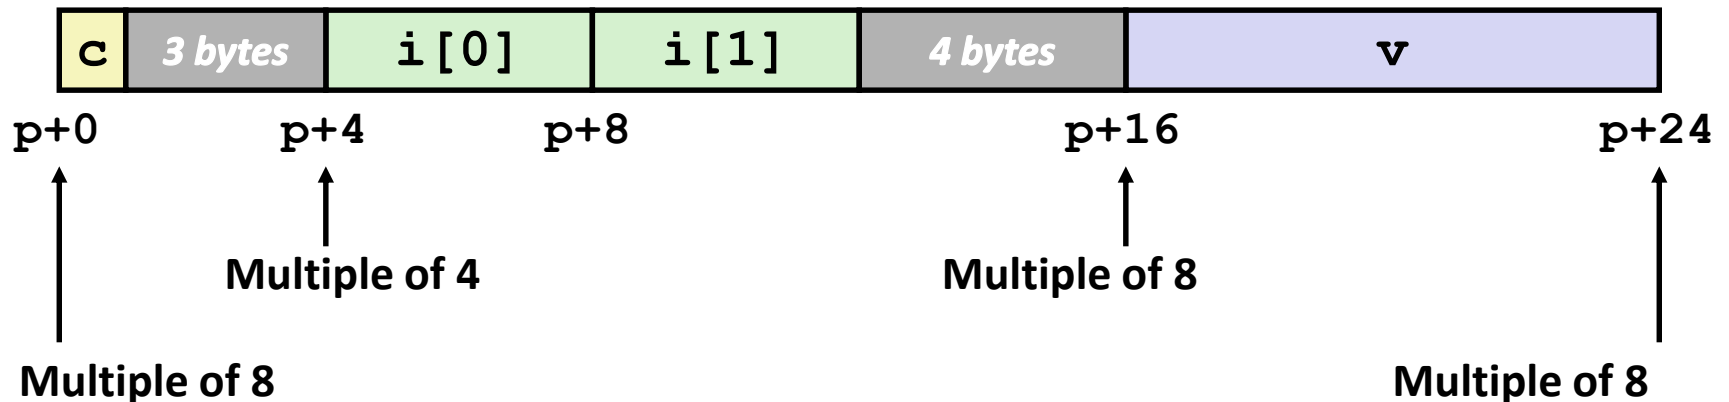 c 3 bytes i[0] i[1] 4 bytes v
p+0 p+4 p+8 p+16 p+24
Multiple of 4 Multiple of 8
Multiple of 8 Multiple of 8